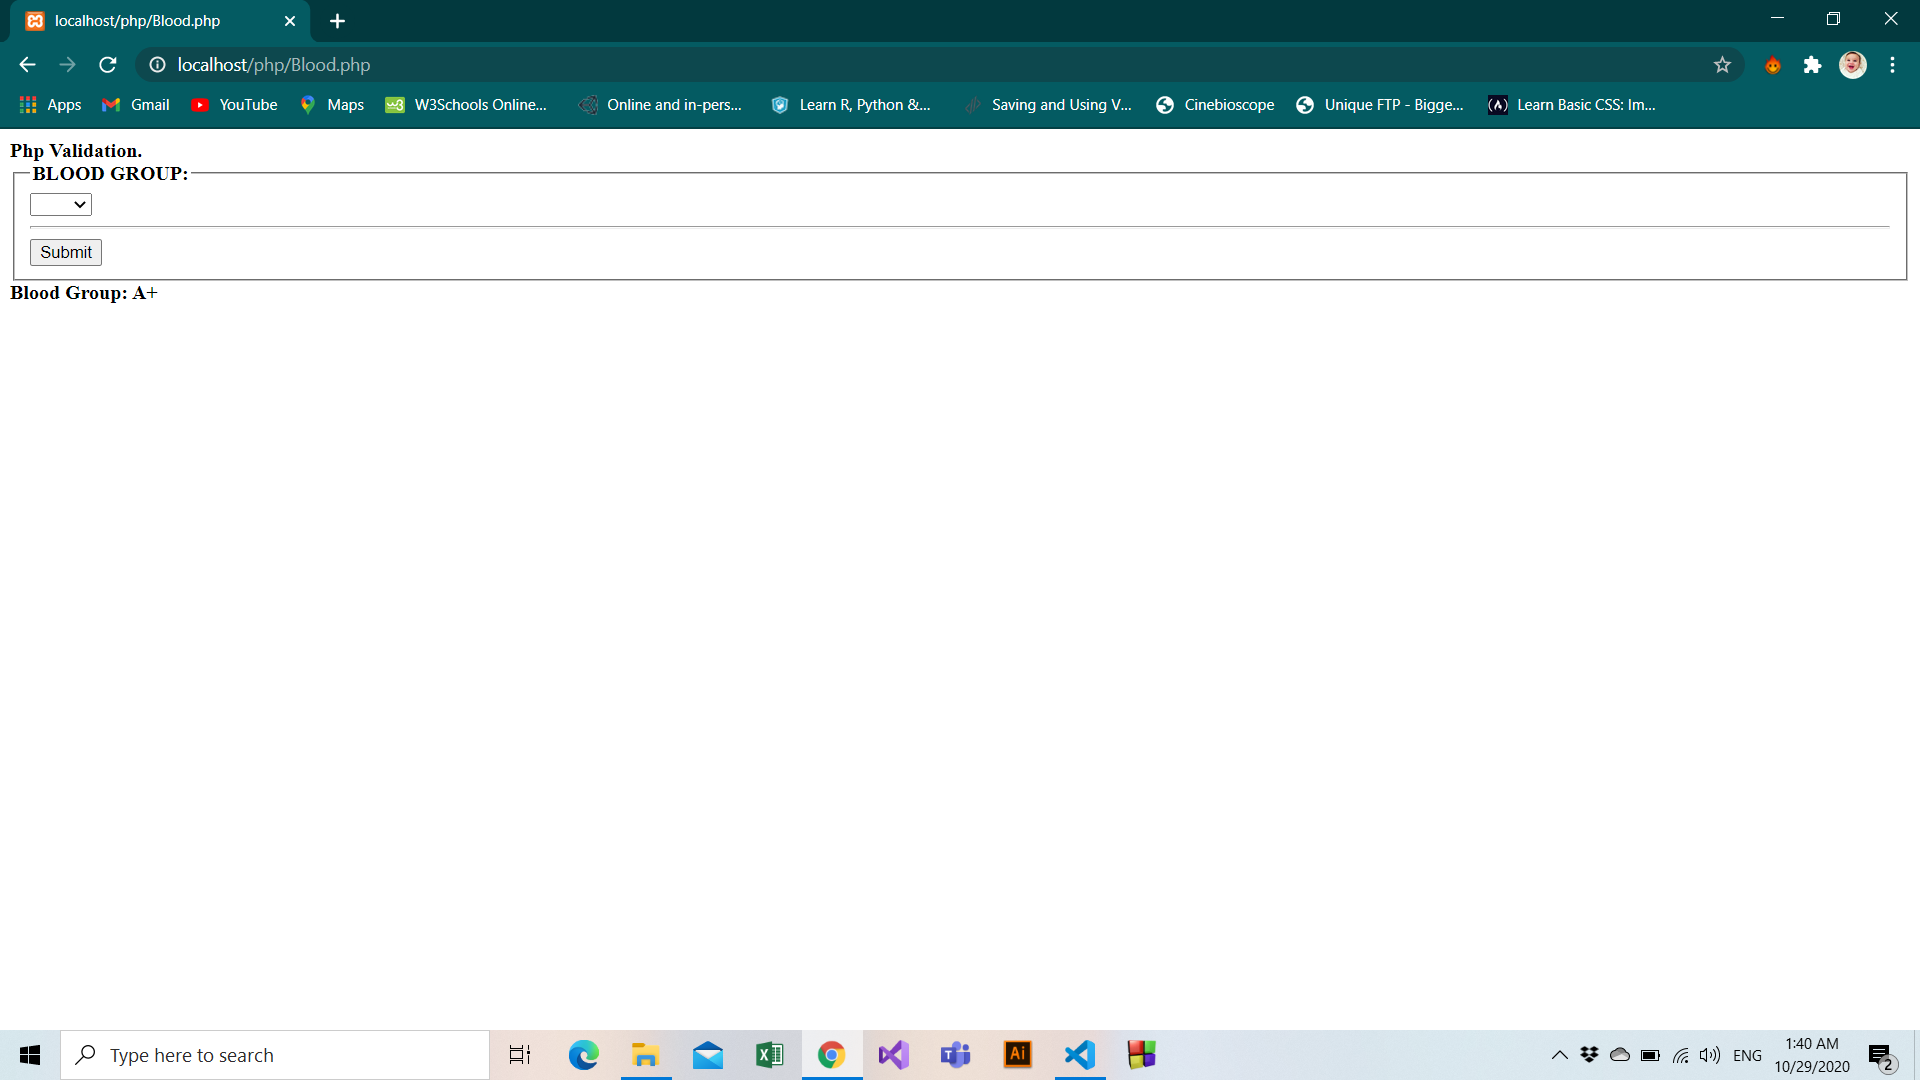 localhost/php/Blood.php
localhost/php/Blood.php
Apps Gmail YouTube Maps W3Schools Online... Online and in-pers... Learn R, Python &... Saving and Using V... Cinebioscope Unique FTP - Bigge... Learn Basic CSS: Im...
Php Validation.
BLOOD GROUP:
Submit
Blood Group: A+
Type here to search
ENG
1:40 AM
10/29/2020
2